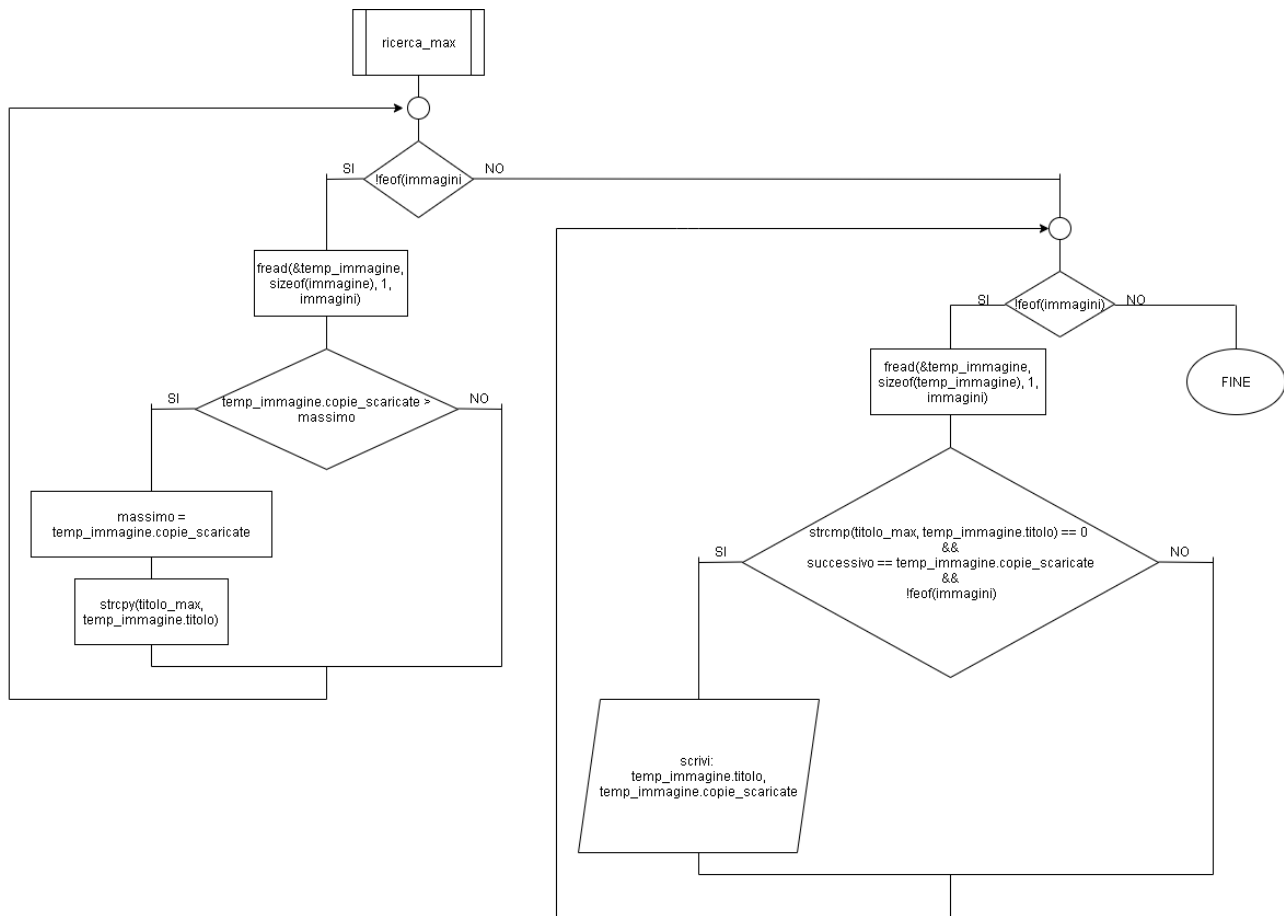 ricerca_max
SI
NO
!feof(immagini
fread(&temp_immagine,
sizeof(immagine), 1,
immagini)
temp_immagine.copie_scaricate >
massimo
SI
NO
massimo =
temp_immagine.copie_scaricate
strcpy(titolo_max,
temp_immagine.titolo)
SI
!feof(immagini)
NO
FINE
fread(&temp_immagine,
sizeof(temp_immagine), 1,
immagini)
strcmp(titolo_max, temp_immagine.titolo) == 0
&&
successivo == temp_immagine.copie_scaricate
&&
!feof(immagini)
SI
NO
scrivi:
temp_immagine.titolo,
temp_immagine.copie_scaricate